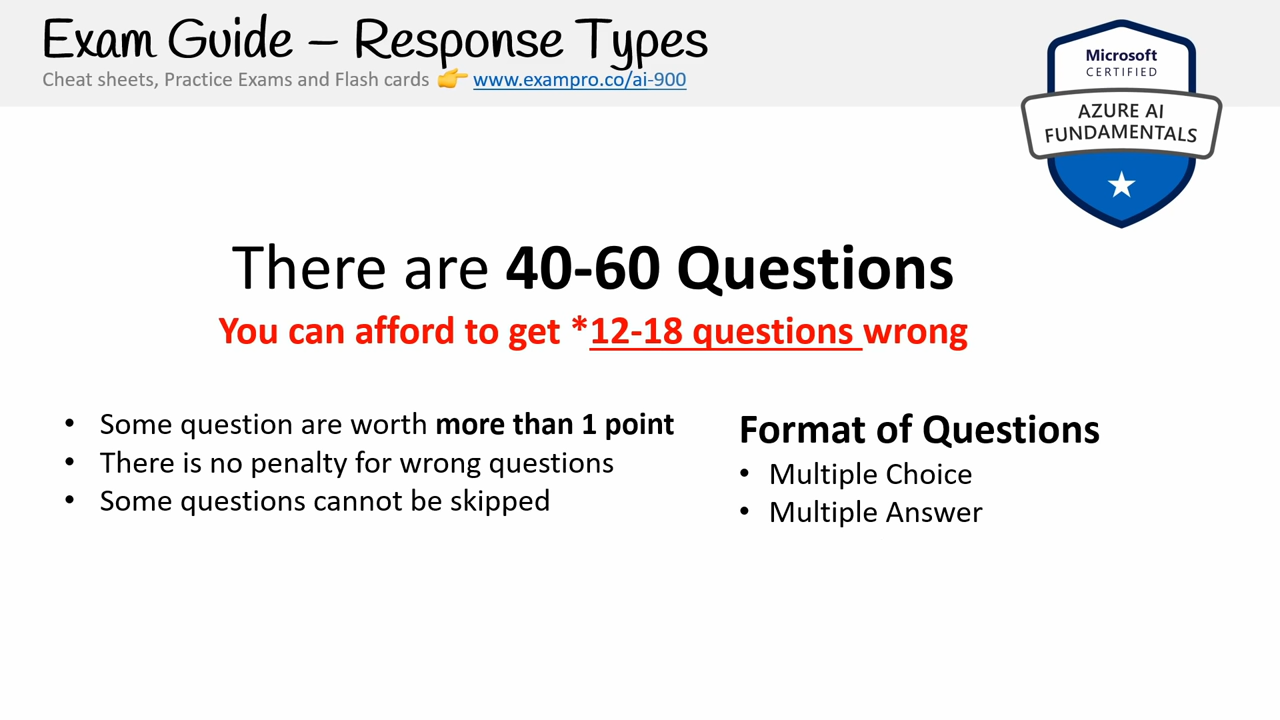 Exam Guide – Response Types
Cheat sheets, Practice Exams and Flash cards 👉 www.exampro.co/ai-900
Microsoft
CERTIFIED
AZURE AI
FUNDAMENTALS
There are 40-60 Questions
You can afford to get *12-18 questions wrong
• Some question are worth more than 1 point
• There is no penalty for wrong questions
• Some questions cannot be skipped
Format of Questions
• Multiple Choice
• Multiple Answer